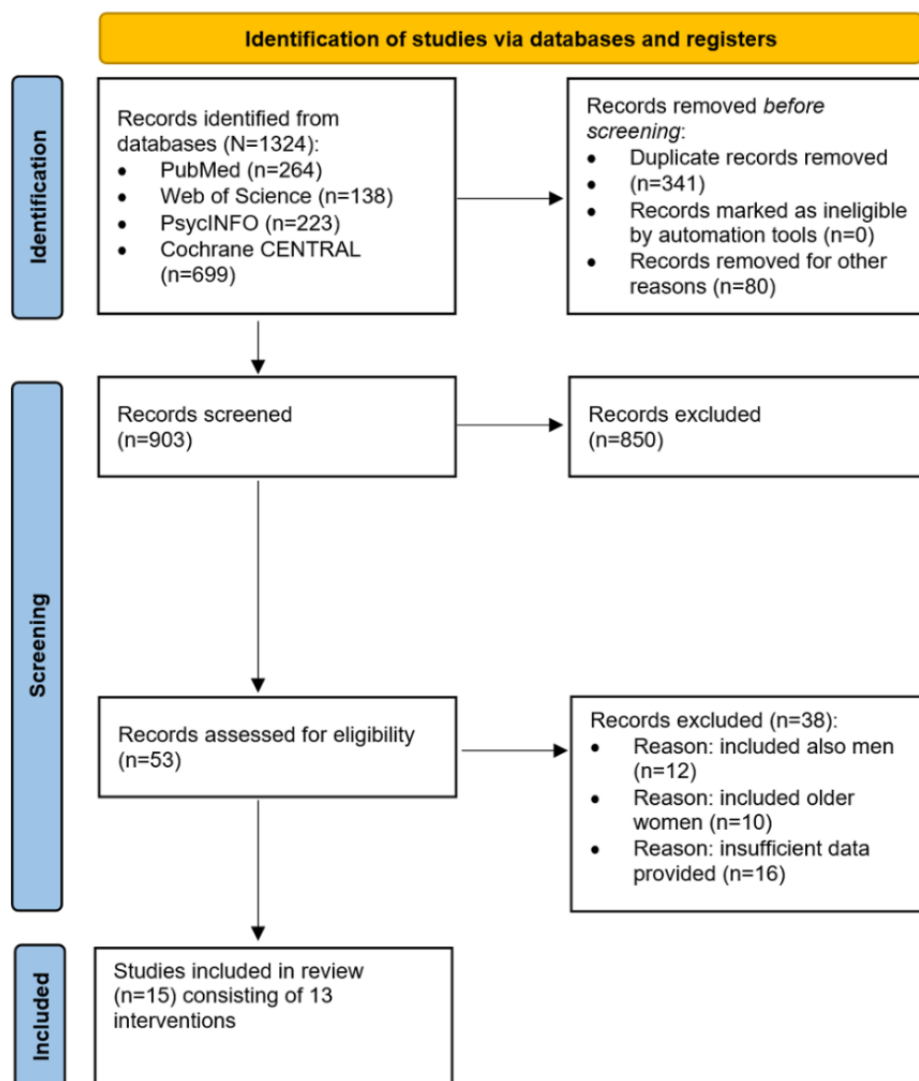 Identification of studies via databases and registers
Identification
Records identified from
databases (N=1324):
• PubMed (n=264)
• Web of Science (n=138)
• PsycINFO (n=223)
• Cochrane CENTRAL
(n=699)
Records removed before
screening:
• Duplicate records removed
• (n=341)
• Records marked as ineligible
by automation tools (n=0)
• Records removed for other
reasons (n=80)
Screening
Records screened
(n=903)
Records excluded
(n=850)
Records assessed for eligibility
(n=53)
Records excluded (n=38):
• Reason: included also men
(n=12)
• Reason: included older
women (n=10)
• Reason: insufficient data
provided (n=16)
Included
Studies included in review
(n=15) consisting of 13
interventions